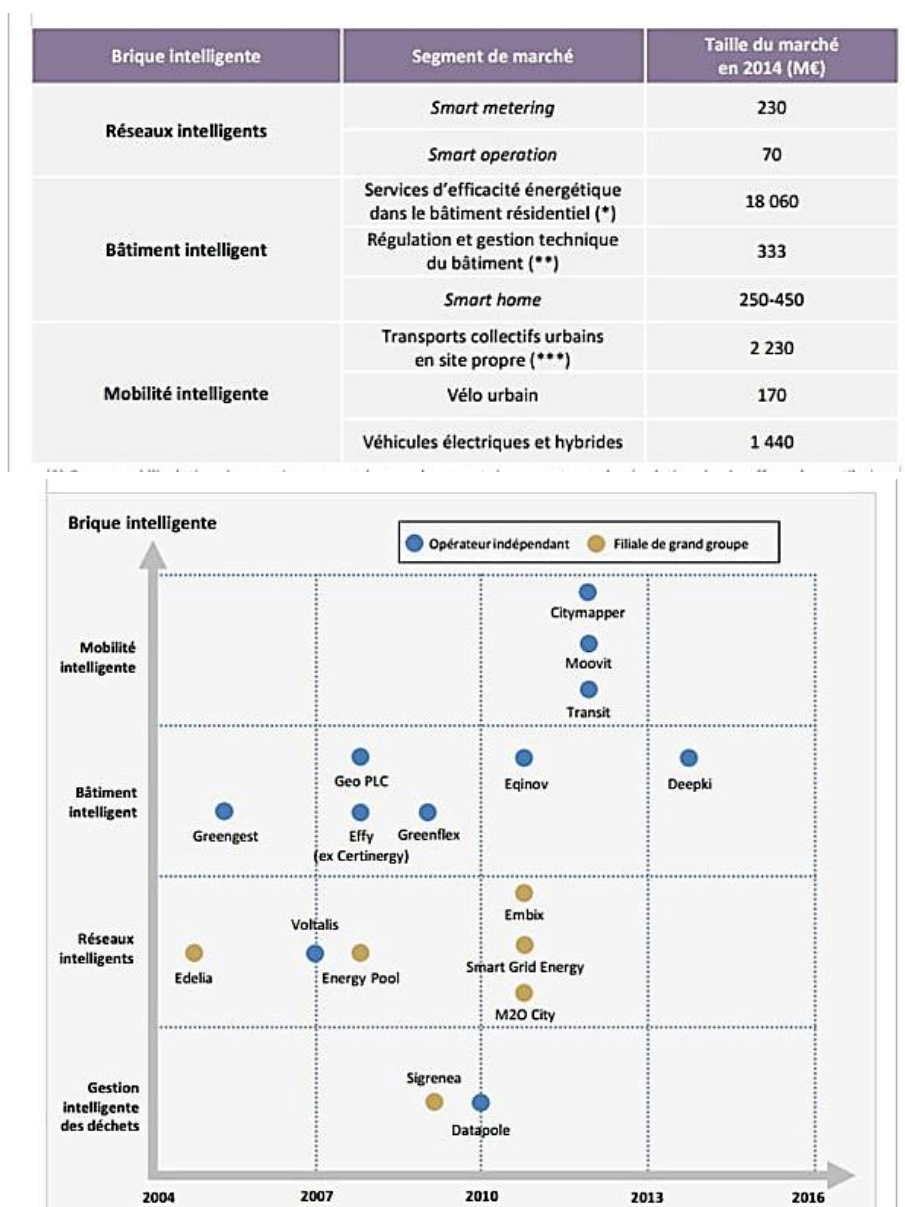 Brique intelligente
Segment de marché
Taille du marché
en 2014 (M€)
Réseaux intelligents
Smart metering
230
Smart operation
70
Bâtiment intelligent
Services d'efficacité énergétique
dans le bâtiment résidentiel (*)
18 060
Régulation et gestion technique
du bâtiment (**)
333
Smart home
250-450
Mobilité intelligente
Transports collectifs urbains
en site propre (***)
2 230
Vélo urbain
170
Véhicules électriques et hybrides
1 440
Brique intelligente
Opérateur indépendant
Filiale de grand groupe
Mobilité
intelligente
Citymapper
Moovit
Transit
Bâtiment
intelligent
Geo PLC
Eqinov
Deepki
Greengest
Effy
(ex Certinergy)
Greenflex
Réseaux
intelligents
Embix
Voltalis
Smart Grid Energy
Edelia
Energy Pool
M2O City
Gestion
intelligente
des déchets
Sigrenea
Datapole
2004
2007
2010
2013
2016